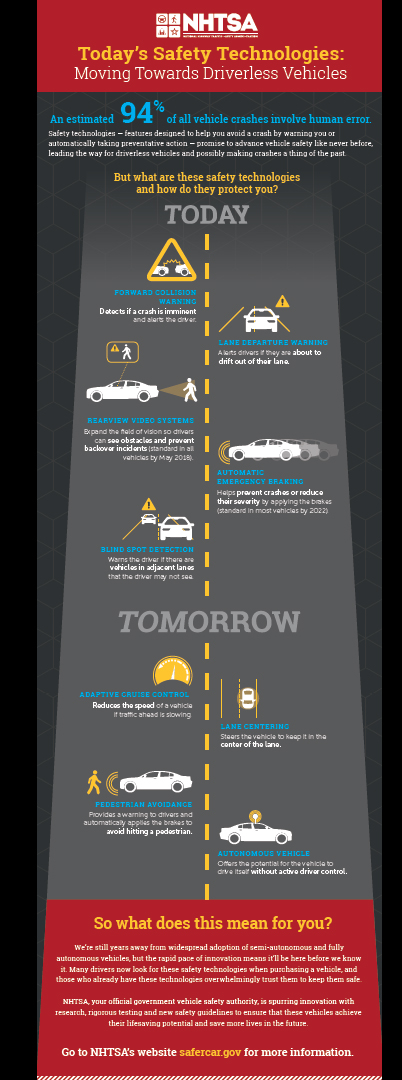 NHTSA
NATIONAL HIGHWAY TRAFFIC SAFETY ADMINISTRATION
Today's Safety Technologies:
Moving Towards Driverless Vehicles
An estimated 94% of all vehicle crashes involve human error.
Safety technologies — features designed to help you avoid a crash by warning you or
automatically taking preventative action — promise to advance vehicle safety like never before,
leading the way for driverless vehicles and possibly making crashes a thing of the past.
But what are these safety technologies
and how do they protect you?
TODAY
FORWARD COLLISION
WARNING
Detects if a crash is imminent
and alerts the driver.
LANE DEPARTURE WARNING
Alerts drivers if they are about to
drift out of their lane.
REARVIEW VIDEO SYSTEMS
Expand the field of vision so drivers
can see obstacles and prevent
backover incidents (standard in all
vehicles by May 2018).
AUTOMATIC
EMERGENCY BRAKING
Helps prevent crashes or reduce
their severity by applying the brakes
(standard in most vehicles by 2022)
BLIND SPOT DETECTION
Warns the driver if there are
vehicles in adjacent lanes
that the driver may not see.
TOMORROW
ADAPTIVE CRUISE CONTROL
Reduces the speed of a vehicle
if traffic ahead is slowing.
LANE CENTERING
Steers the vehicle to keep it in the
center of the lane.
PEDESTRIAN AVOIDANCE
Provides a warning to drivers and
automatically applies the brakes to
avoid hitting a pedestrian.
AUTONOMOUS VEHICLE
Offers the potential for the vehicle to
drive itself without active driver control.
So what does this mean for you?
We're still years away from widespread adoption of semi-autonomous and fully
autonomous vehicles, but the rapid pace of innovation means it'll be here before we know
it. Many drivers now look for these safety technologies when purchasing a vehicle, and
those who already have these technologies overwhelmingly trust them to keep them safe.
NHTSA, your official government vehicle safety authority, is spurring innovation with
research, rigorous testing and new safety guidelines to ensure that these vehicles achieve
their lifesaving potential and save more lives in the future.
Go to NHTSA's website safercar.gov for more information.